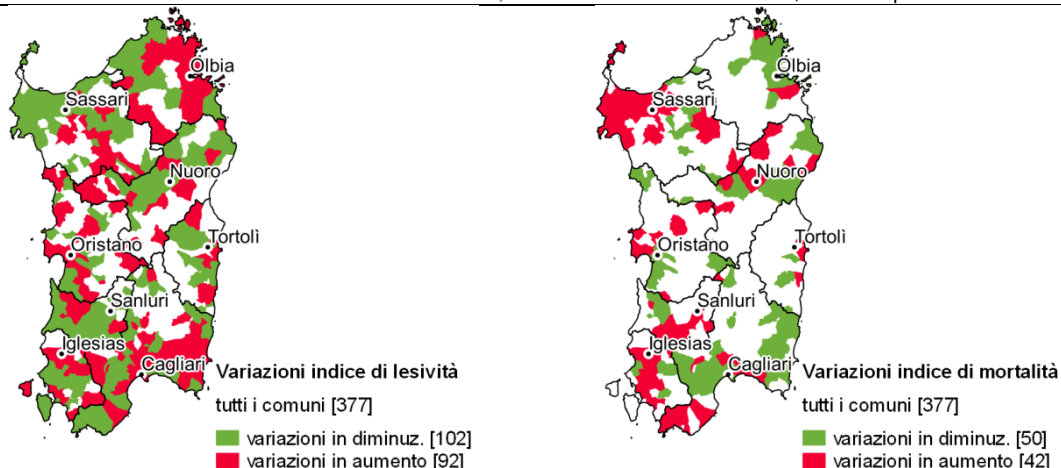 Olbia
Sassari
Nuoro
Oristano
Tortolì
Sanluri
Iglesias
Cagliari
Variazioni indice di lesività
tutti i comuni [377]
variazioni in diminuz. [102]
variazioni in aumento [92]
Olbia
Sassari
Nuoro
Oristano
Tortolì
Sanluri
Iglesias
Cagliari
Variazioni indice di mortalità
tutti i comuni [377]
variazioni in diminuz. [50]
variazioni in aumento [42]